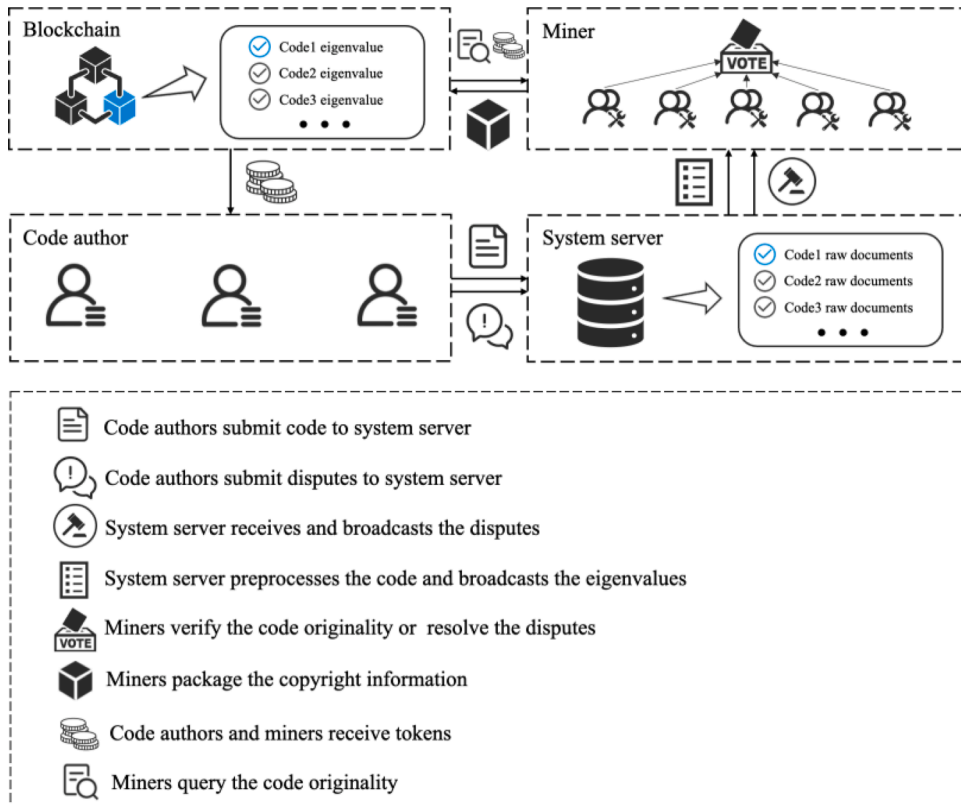 Blockchain
Code1 eigenvalue
Code2 eigenvalue
Code3 eigenvalue
Miner
VOTE
Code author
System server
Code1 raw documents
Code2 raw documents
Code3 raw documents
Code authors submit code to system server
Code authors submit disputes to system server
System server receives and broadcasts the disputes
System server preprocesses the code and broadcasts the eigenvalues
VOTE
Miners verify the code originality or resolve the disputes
Miners package the copyright information
Code authors and miners receive tokens
Miners query the code originality